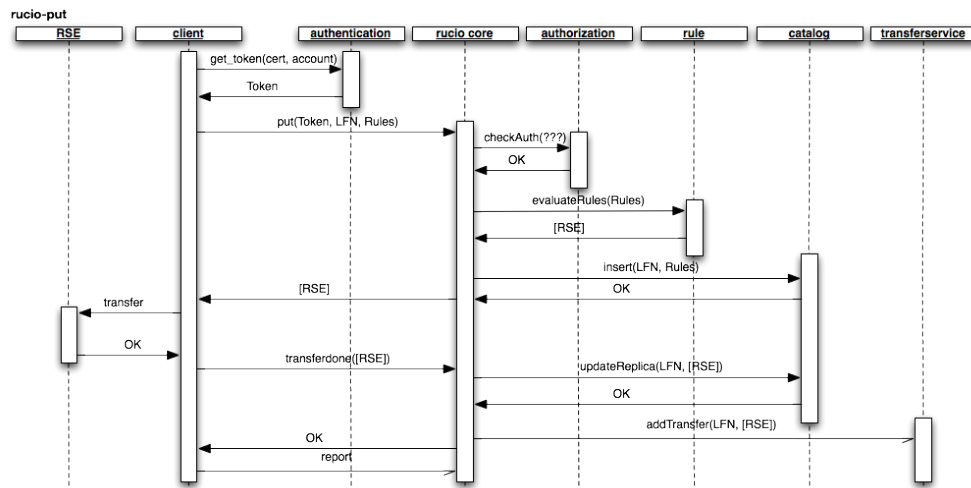 rucio-put
RSE client authentication rucio core authorization rule catalog transferservice
get_token(cert, account)
Token
put(Token, LFN, Rules)
checkAuth(???)
OK
evaluateRules(Rules)
[RSE]
insert(LFN, Rules)
[RSE] OK
transfer
OK
transferdone([RSE])
updateReplica(LFN, [RSE])
OK
addTransfer(LFN, [RSE])
OK
report